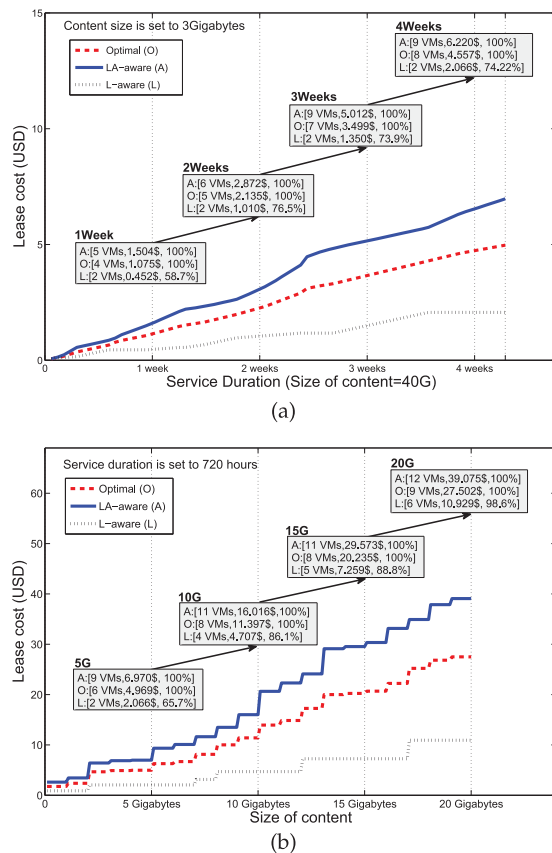 Content size is set to 3Gigabytes
Optimal (O)
LA−aware (A)
L−aware (L)
4Weeks
A:[9 VMs,6.220$, 100%]
O:[8 VMs,4.557$, 100%]
L:[2 VMs,2.066$, 74.22%]
3Weeks
A:[9 VMs,5.012$, 100%]
O:[7 VMs,3.499$, 100%]
L:[2 VMs,1.350$, 73.9%]
2Weeks
A:[6 VMs,2.872$, 100%]
O:[5 VMs,2.135$, 100%]
L:[2 VMs,1.010$, 76.5%]
1Week
A:[5 VMs,1.504$, 100%]
O:[4 VMs,1.075$, 100%]
L:[2 VMs,0.452$, 58.7%]
Lease cost (USD)
15
10
5
0
1 week
2 weeks
3 weeks
4 weeks
Service Duration (Size of content=40G)
(a)
Service duration is set to 720 hours
Optimal (O)
LA−aware (A)
L−aware (L)
20G
A:[12 VMs,39.075$,100%]
O:[9 VMs,27.502$, 100%]
L:[6 VMs,10.929$, 98.6%]
15G
A:[11 VMs,29.573$,100%]
O:[8 VMs,20.235$, 100%]
L:[5 VMs,7.259$, 88.8%]
10G
A:[11 VMs,16.016$,100%]
O:[8 VMs,11.397$, 100%]
L:[4 VMs,4.707$, 86.1%]
5G
A:[9 VMs,6.970$, 100%]
O:[6 VMs,4.969$, 100%]
L:[2 VMs,2.066$, 65.7%]
Lease cost (USD)
60
50
40
30
20
10
0
5 Gigabytes
10 Gigabytes
15 Gigabytes
20 Gigabytes
Size of content
(b)